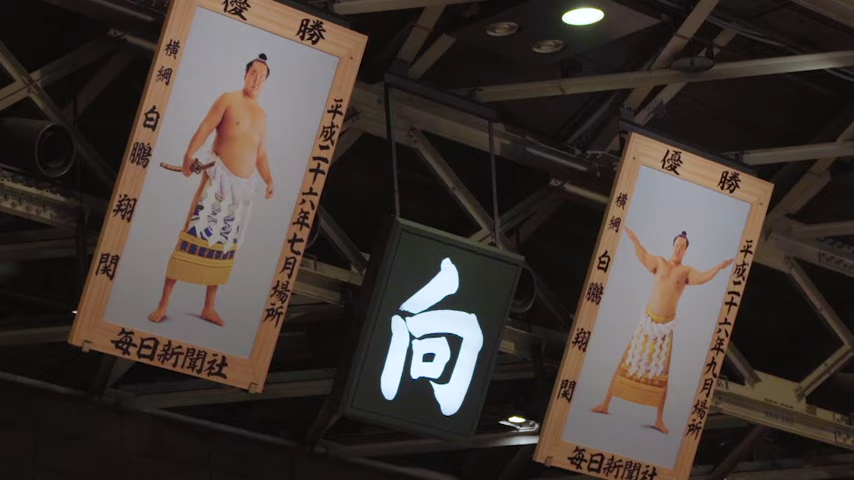 優勝
横綱 白鵬翔関
平成二十六年七月場所
毎日新聞社
向
優勝
横綱 白鵬翔関
平成二十六年九月場所
毎日新聞社